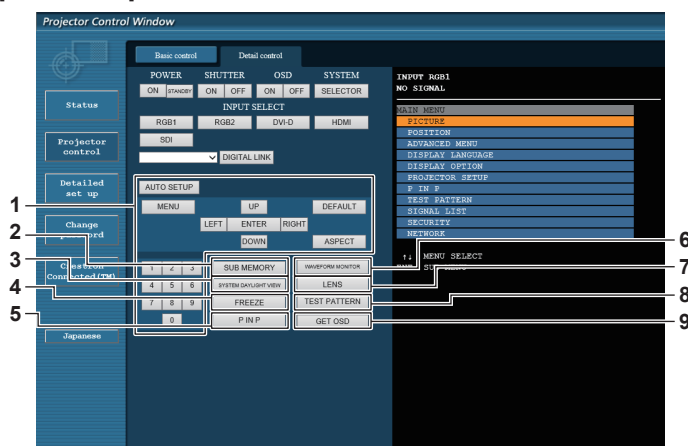 Projector Control Window
Basic control
Detail control
POWER SHUTTER OSD SYSTEM
ON STANDBY ON OFF ON OFF SELECTOR
INPUT SELECT
RGB1 RGB2 DVI-D HDMI
SDI
DIGITAL LINK
AUTO SETUP
MENU UP DEFAULT
LEFT ENTER RIGHT
DOWN ASPECT
1 2 3 SUB MEMORY WAVEFORM MONITOR
4 5 6 SYSTEM DAYLIGHT VIEW LENS
7 8 9 FREEZE TEST PATTERN
0 P IN P GET OSD
Status
Projector
control
Detailed
set up
Change
Connected(TM)
Japanese
INPUT RGB1
NO SIGNAL
MAIN MENU
PICTURE
POSITION
ADVANCED MENU
DISPLAY LANGUAGE
DISPLAY OPTION
PROJECTOR SETUP
P IN P
TEST PATTERN
SIGNAL LIST
SECURITY
NETWORK
↑↓ MENU SELECT
1
2
3
4
5
6
7
8
9